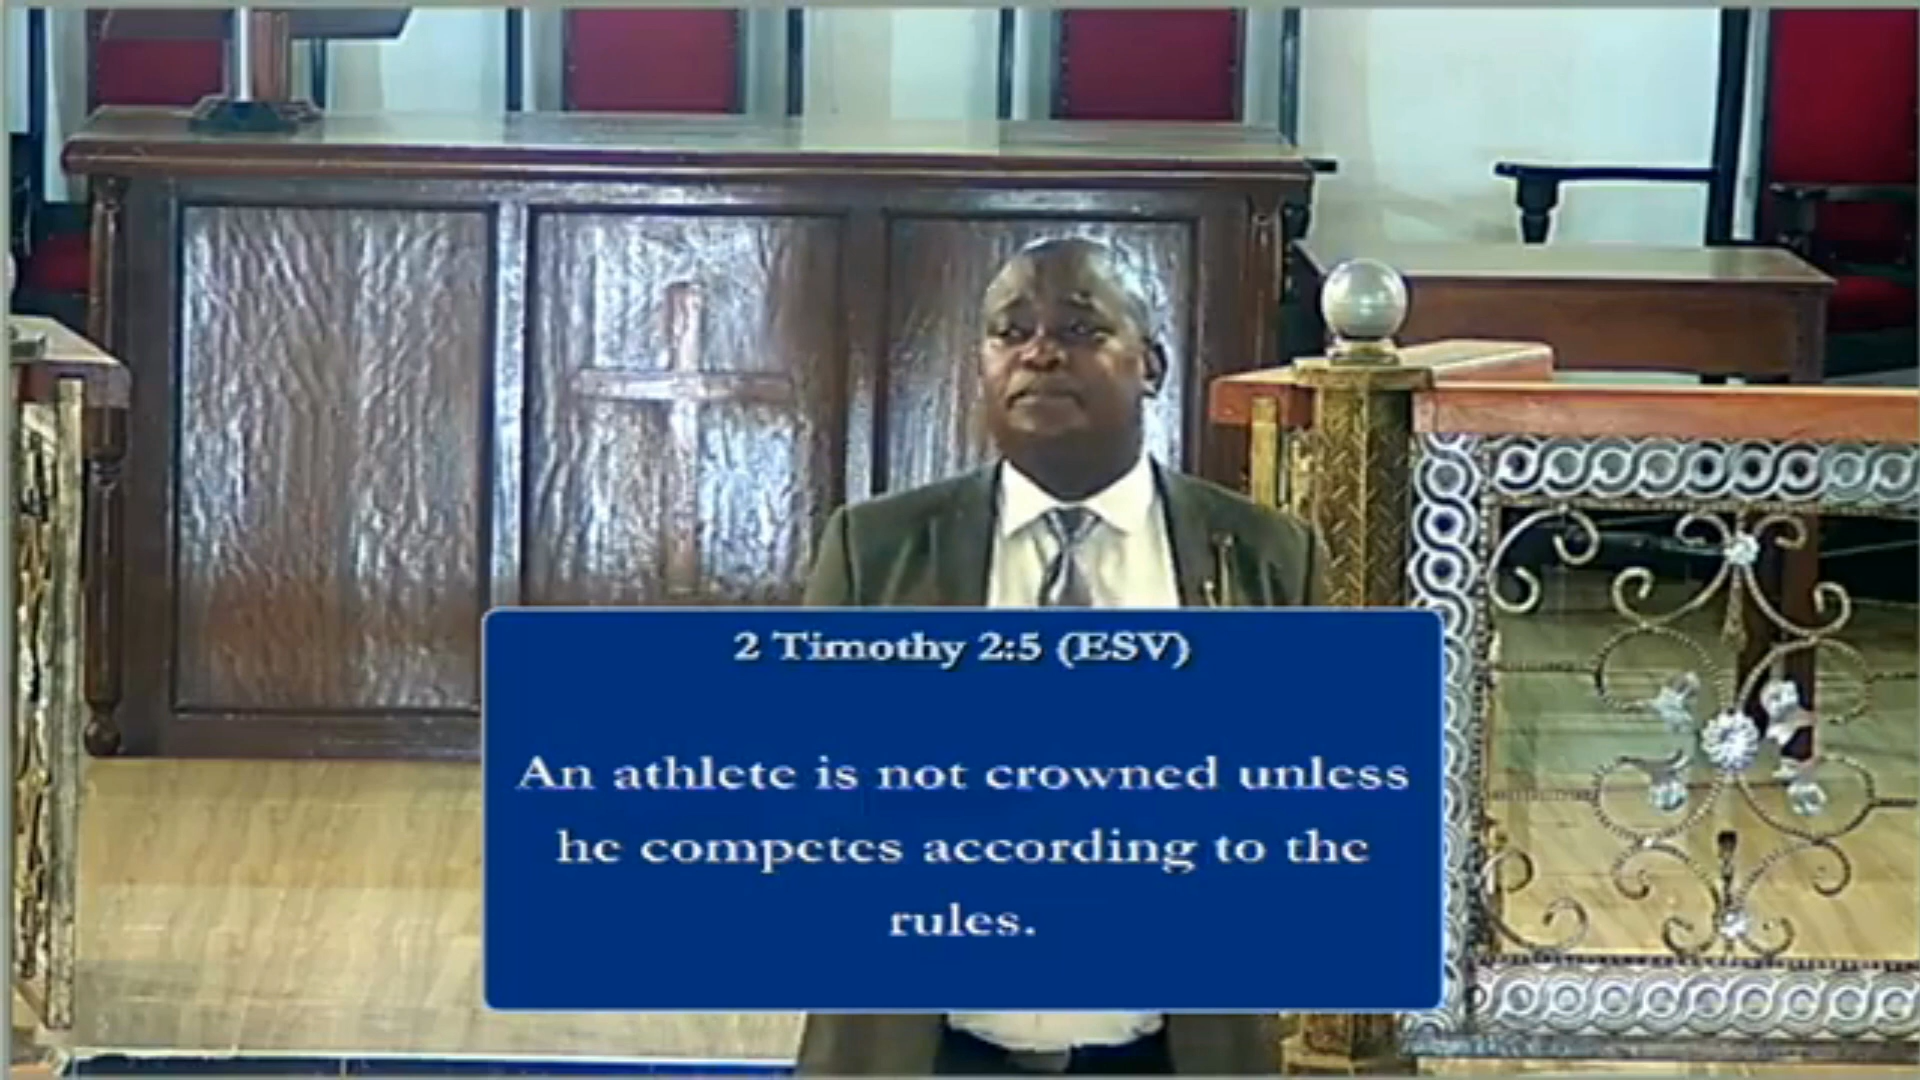 2 Timothy 2:5 (ESV)
An athlete is not crowned unless
he competes according to the
rules.